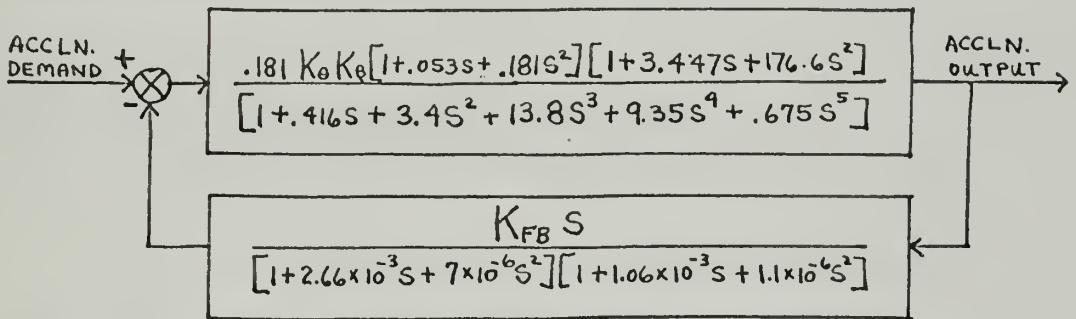 ACCLN.
DEMAND
+
-
.181 KθKβ[1+.053S+.181S²][1+3.447S+176.6S²]
[1+.416S+3.4S²+13.8S³+9.35S⁴+.675S⁵]
ACCLN.
OUTPUT
K_FB S
[1+2.66×10⁻³S+7×10⁻⁶S²][1+1.06×10⁻³S+1.1×10⁻⁶S²]